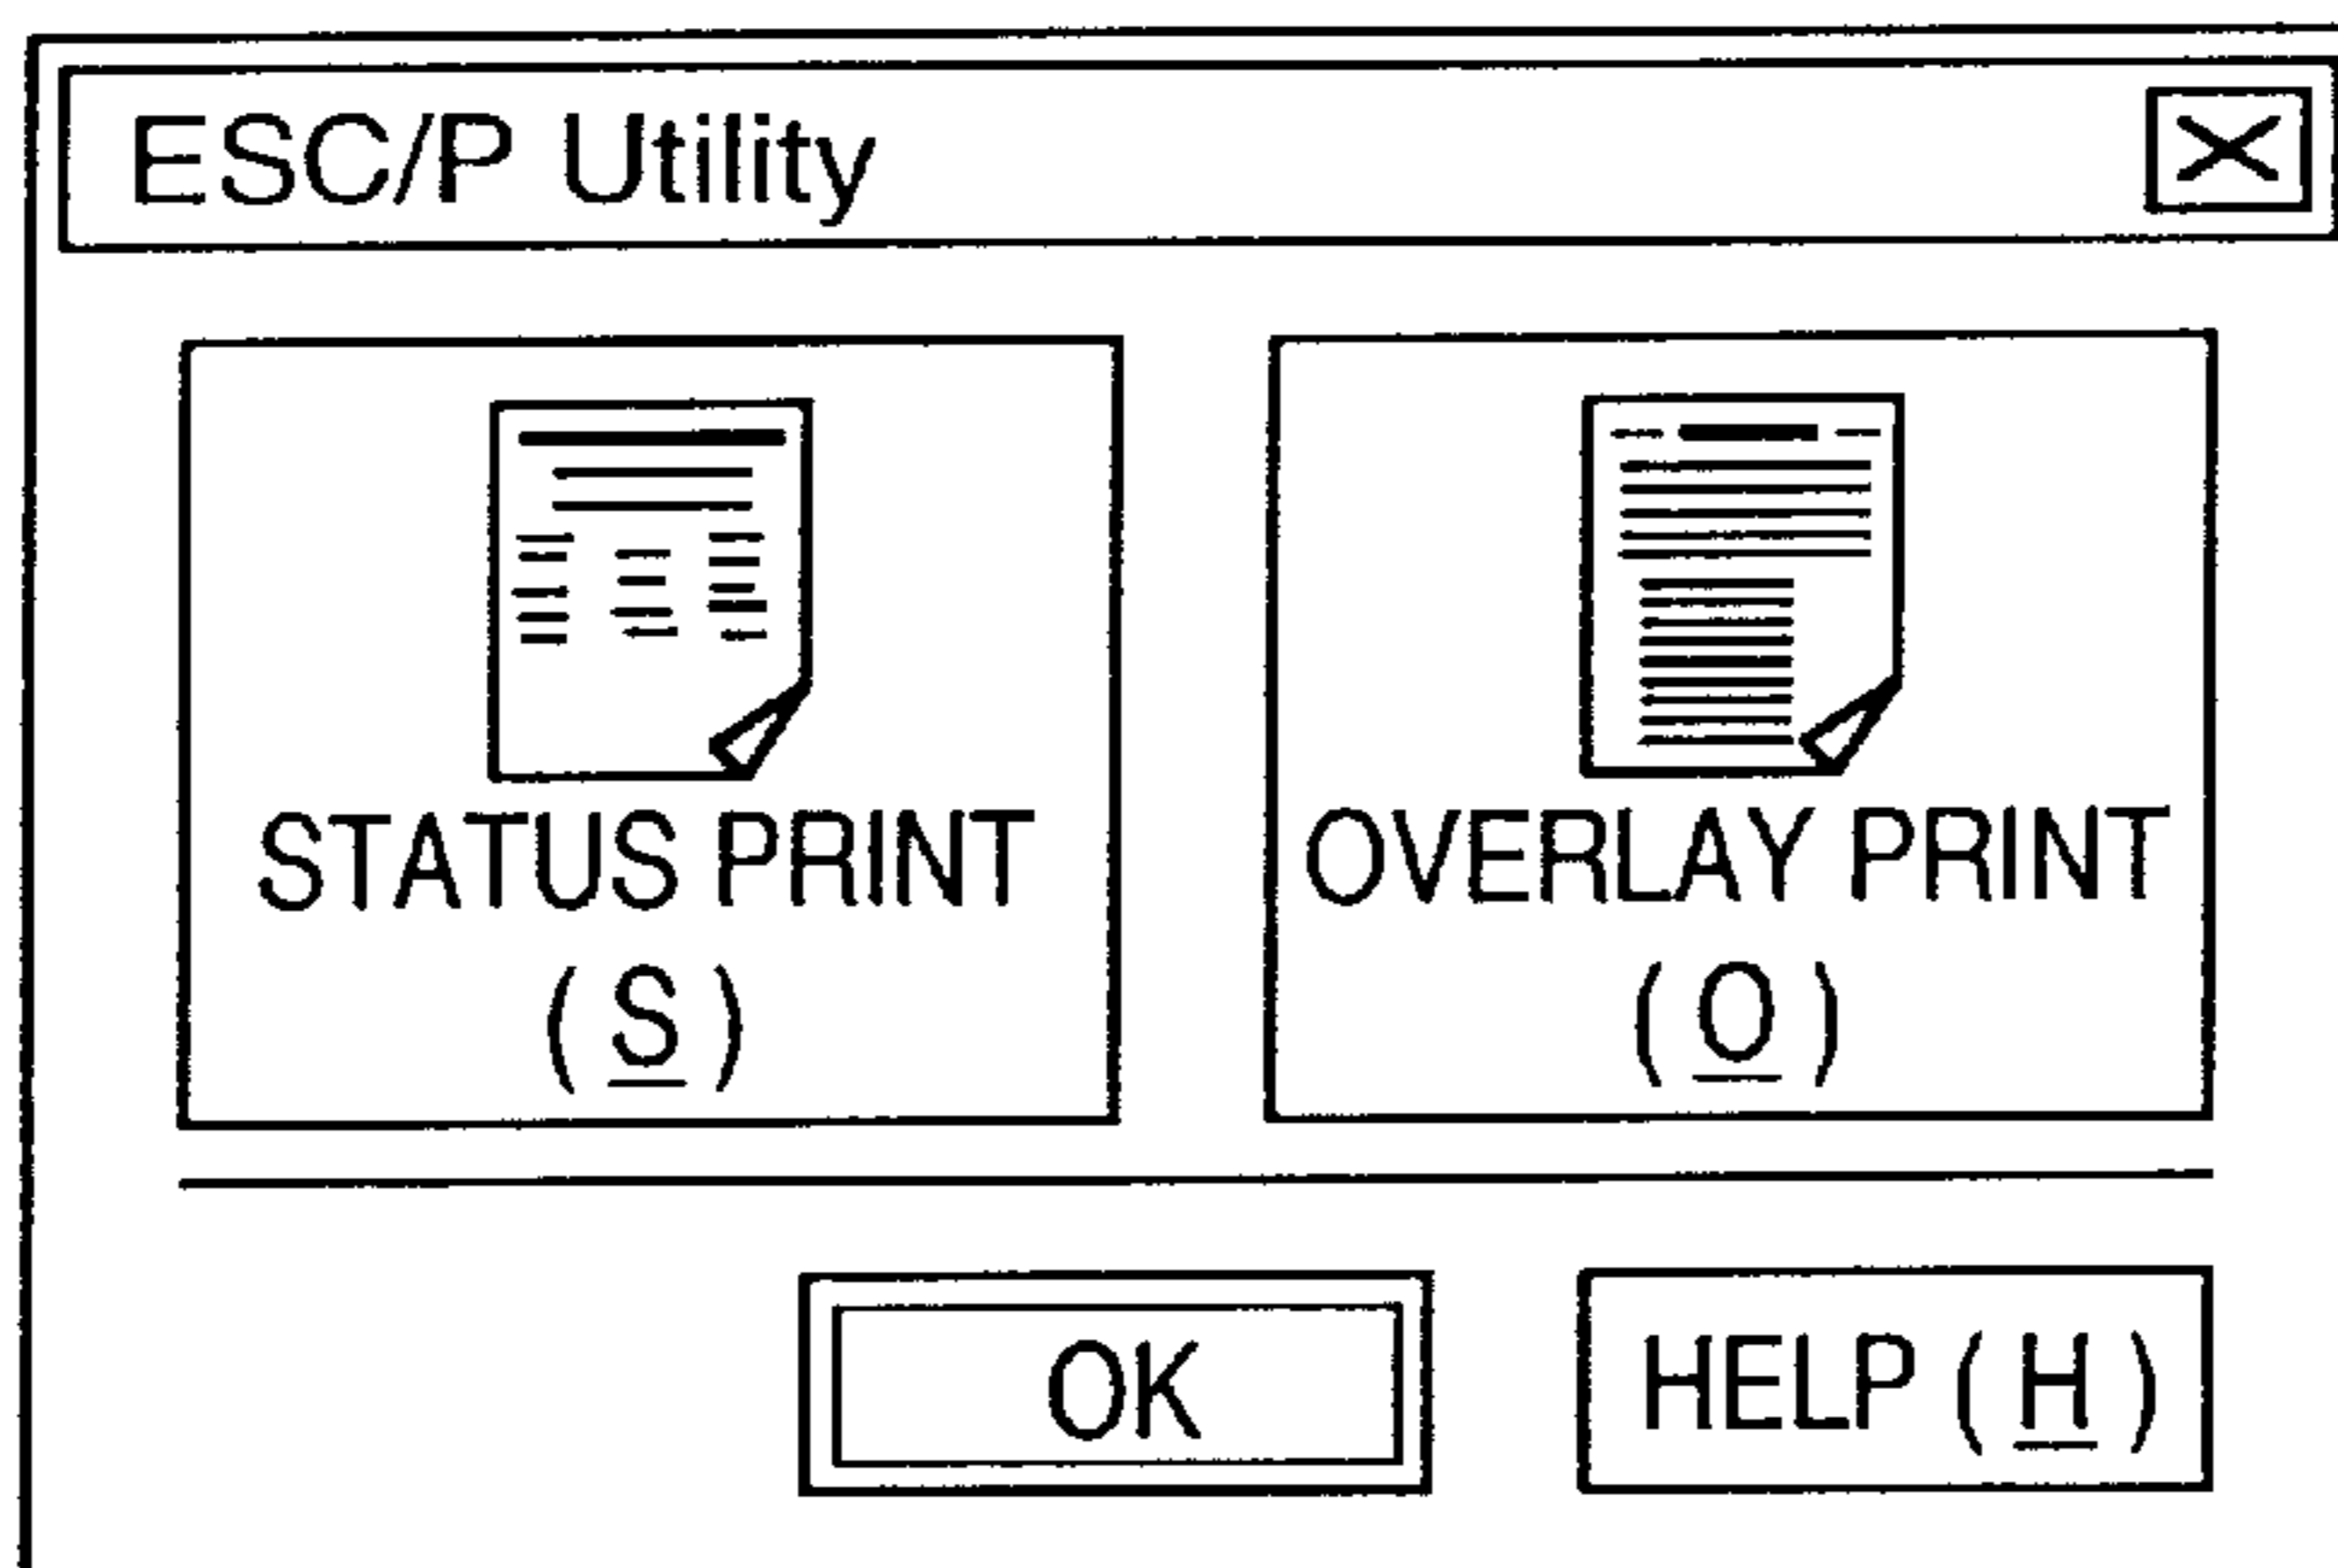 ESC/P Utility
STATUS PRINT
( S )
OVERLAY PRINT
( O )
OK
HELP ( H )